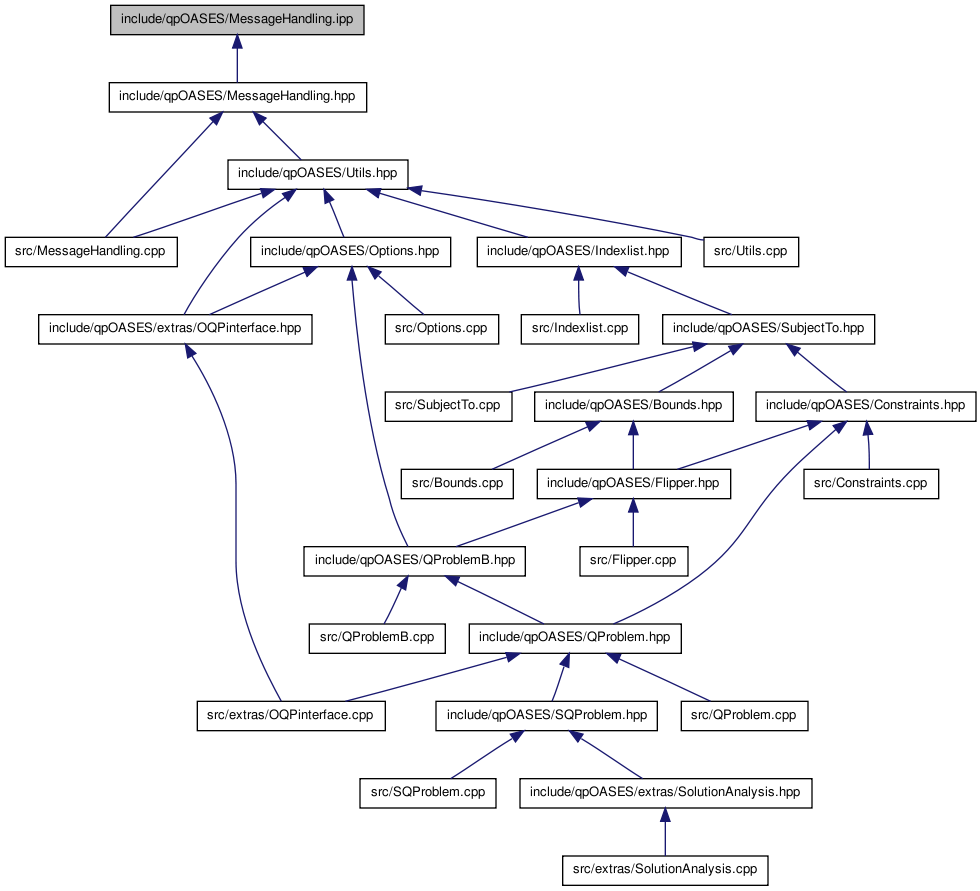 include/qpOASES/MessageHandling.ipp
include/qpOASES/MessageHandling.hpp
include/qpOASES/Utils.hpp
src/MessageHandling.cpp
include/qpOASES/Options.hpp
include/qpOASES/Indexlist.hpp
src/Utils.cpp
include/qpOASES/extras/OQPinterface.hpp
src/Options.cpp
src/Indexlist.cpp
include/qpOASES/SubjectTo.hpp
src/SubjectTo.cpp
include/qpOASES/Bounds.hpp
include/qpOASES/Constraints.hpp
src/Bounds.cpp
include/qpOASES/Flipper.hpp
src/Constraints.cpp
include/qpOASES/QProblemB.hpp
src/Flipper.cpp
src/QProblemB.cpp
include/qpOASES/QProblem.hpp
src/extras/OQPinterface.cpp
include/qpOASES/SQProblem.hpp
src/QProblem.cpp
src/SQProblem.cpp
include/qpOASES/extras/SolutionAnalysis.hpp
src/extras/SolutionAnalysis.cpp